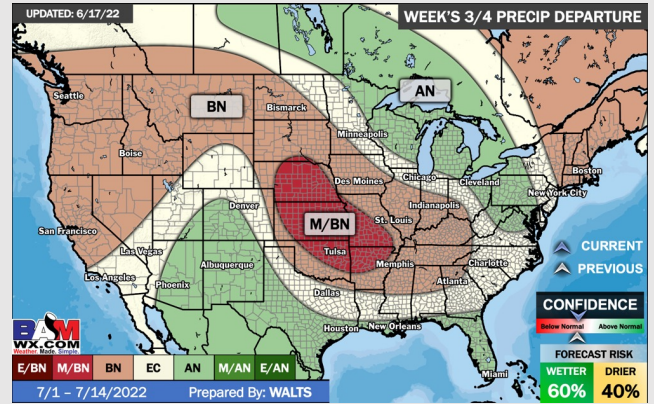 UPDATED: 6/17/22
WEEK'S 3/4 PRECIP DEPARTURE
Seattle
BN
Bismarck
AN
Minneapolis
Boise
Boston
Des Moines
Chicago
Cleveland
New York City
Denver
Indianapolis
M/BN
St. Louis
San Francisco
Las Vegas
Tulsa
CURRENT
Albuquerque
Memphis
Charlotte
PREVIOUS
Los Angeles
Phoenix
Atlanta
Dallas
CONFIDENCE
Houston
New Orleans
Below Normal
Above Normal
BAM
WX.COM
Weather. Made. Simple.
FORECAST RISK
E/BN M/BN BN EC AN M/AN E/AN
Miami
WETTER
DRIER
7/1 – 7/14/2022
Prepared By: WALTS
60%
40%